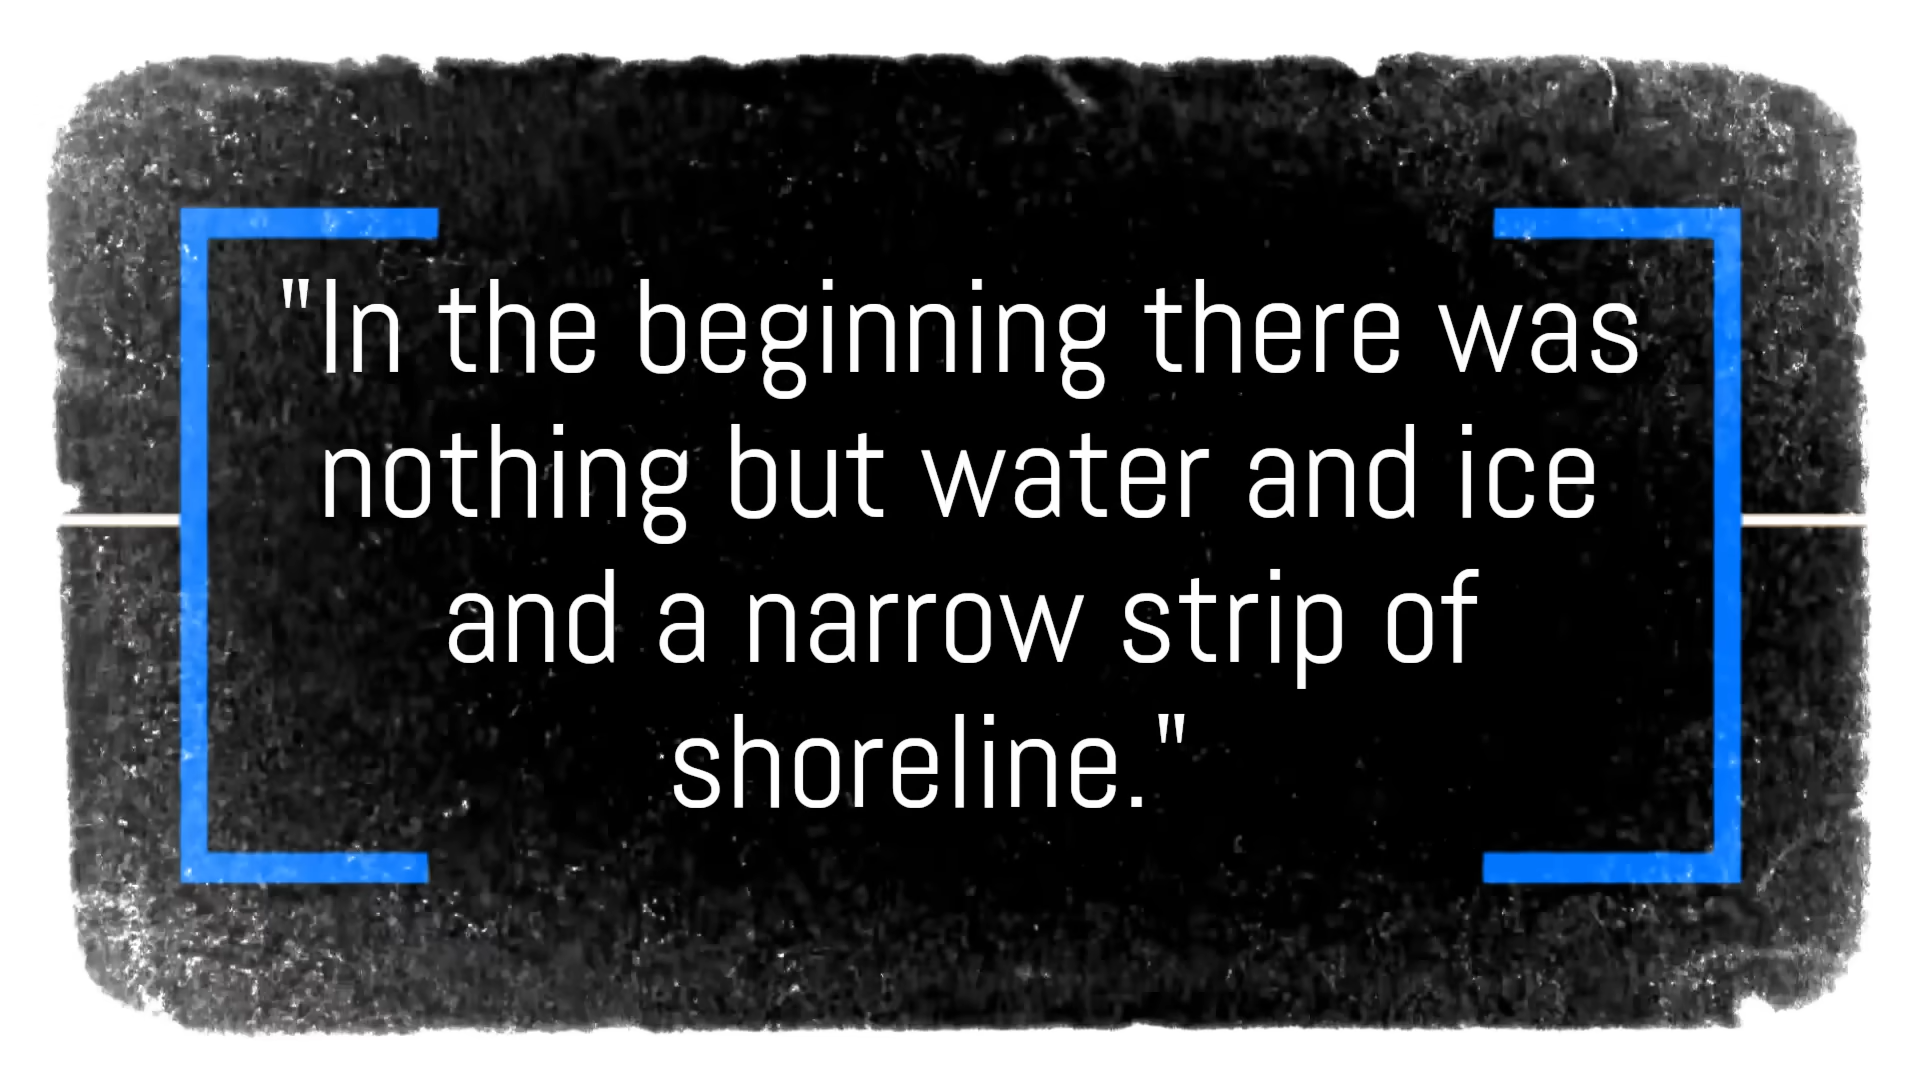 "In the beginning there was
nothing but water and ice
and a narrow strip of
shoreline."